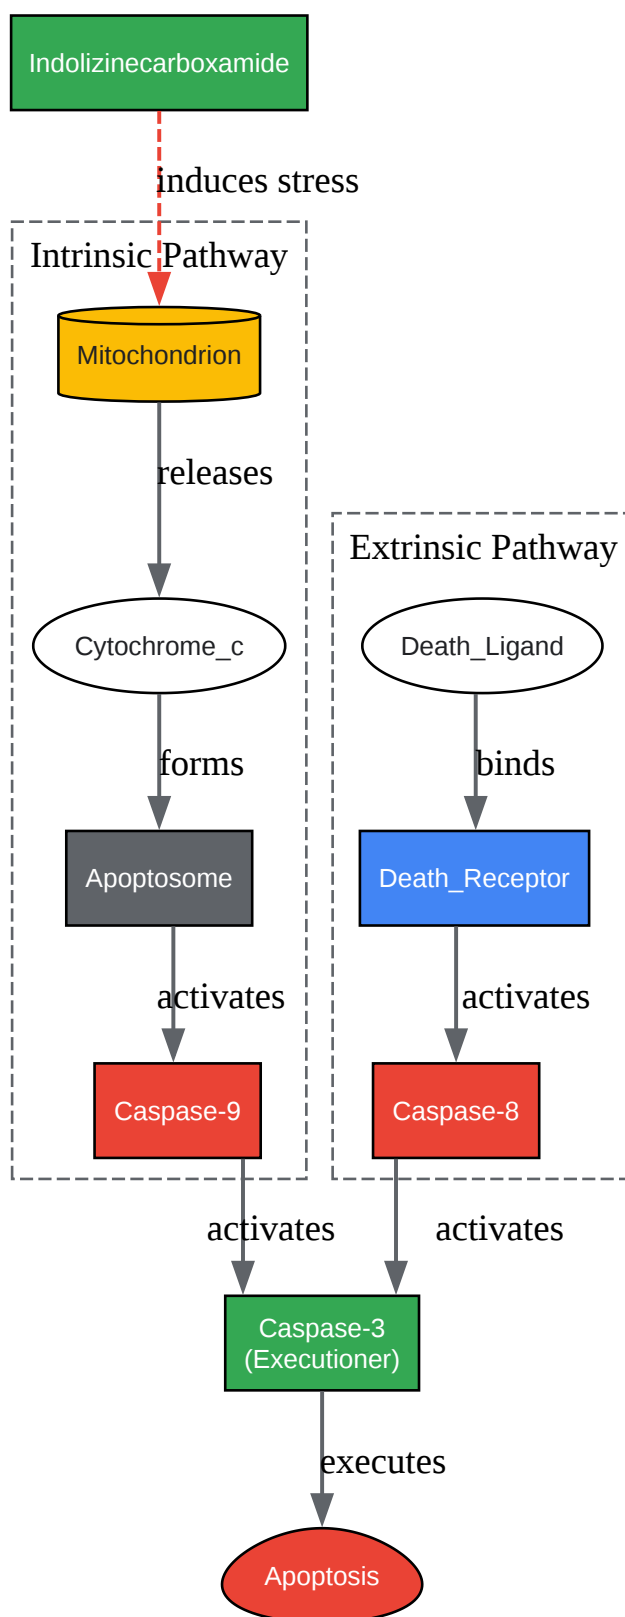 Indolizinecarboxamide
induces stress
Intrinsic Pathway
Mitochondrion
releases
Extrinsic Pathway
Cytochrome_c
Death_Ligand
forms
binds
Apoptosome
Death_Receptor
activates
activates
Caspase-9
Caspase-8
activates
activates
Caspase-3
(Executioner)
executes
Apoptosis